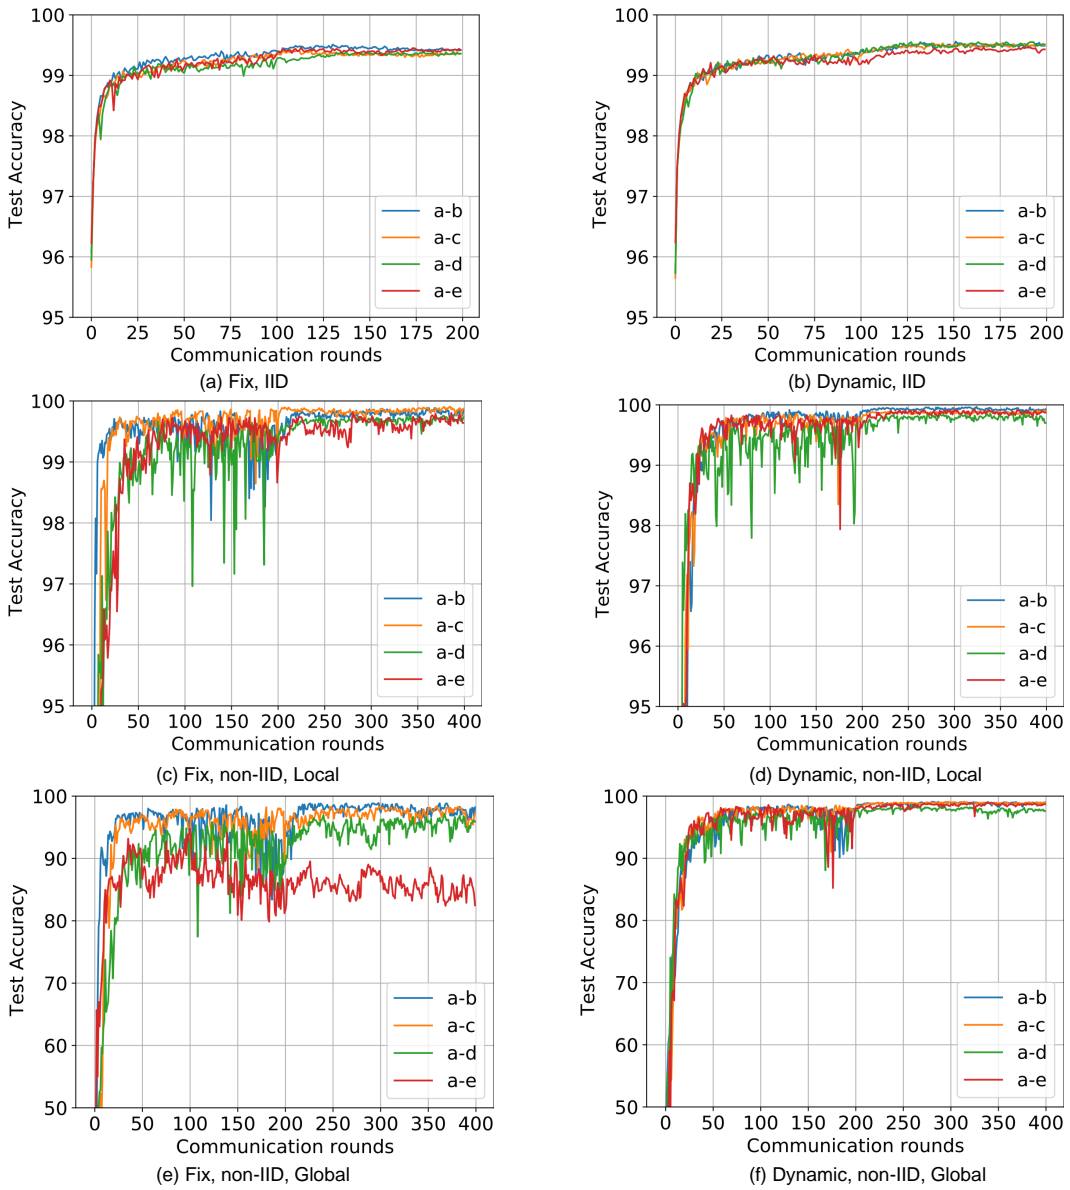 100
99
98
97
96
95
Test Accuracy
a-b
a-c
a-d
a-e
0 25 50 75 100 125 150 175 200
Communication rounds
(a) Fix, IID
100
99
98
97
96
95
Test Accuracy
a-b
a-c
a-d
a-e
0 25 50 75 100 125 150 175 200
Communication rounds
(b) Dynamic, IID
100
99
98
97
96
95
Test Accuracy
a-b
a-c
a-d
a-e
0 50 100 150 200 250 300 350 400
Communication rounds
(c) Fix, non-IID, Local
100
99
98
97
96
95
Test Accuracy
a-b
a-c
a-d
a-e
0 50 100 150 200 250 300 350 400
Communication rounds
(d) Dynamic, non-IID, Local
100
90
80
70
60
50
Test Accuracy
a-b
a-c
a-d
a-e
0 50 100 150 200 250 300 350 400
Communication rounds
(e) Fix, non-IID, Global
100
90
80
70
60
50
Test Accuracy
a-b
a-c
a-d
a-e
0 50 100 150 200 250 300 350 400
Communication rounds
(f) Dynamic, non-IID, Global